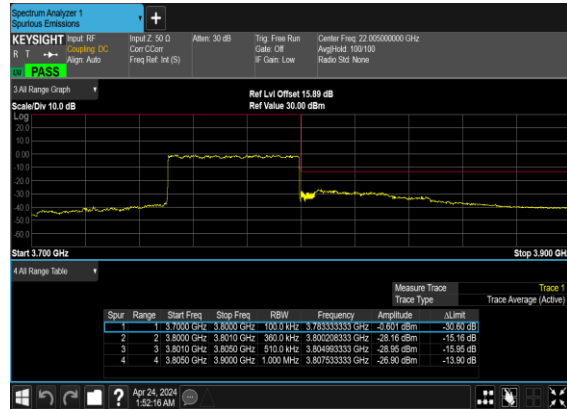 Spectrum Analyzer 1
Spurious Emissions
KEYSIGHT Input: RF Input Z: 50 Ω Atten: 30 dB Trig: Free Run Center Freq: 22.005000000 GHz
R T Coupling: DC Corr CCorr Gate: Off Avg|Hold: 100/100
Align: Auto Freq Ref: Int (S) IF Gain: Low Radio Std: None
PASS
3 All Range Graph
Ref Lvl Offset 15.89 dB
Scale/Div 10.0 dB Ref Value 30.00 dBm
Log
20.0
10.0
0.00
-10.0
-20.0
-30.0
-40.0
-50.0
-60.0
Start 3.700 GHz Stop 3.900 GH
4 All Range Table
Measure Trace Trace 1
Trace Type Trace Average (Active)
Spur Range Start Freq Stop Freq RBW Frequency Amplitude ΔLimit
1 1 3.7000 GHz 3.8000 GHz 100.0 kHz 3.783333333 GHz -0.601 dBm -30.60 dB
2 2 3.8000 GHz 3.8010 GHz 360.0 kHz 3.800208333 GHz -28.16 dBm -15.16 dB
3 3 3.8010 GHz 3.8050 GHz 510.0 kHz 3.804993333 GHz -28.95 dBm -15.95 dB
4 4 3.8050 GHz 3.9000 GHz 1.000 MHz 3.807533333 GHz -26.90 dBm -13.90 dB
? Apr 24, 2024
1:52:16 AM